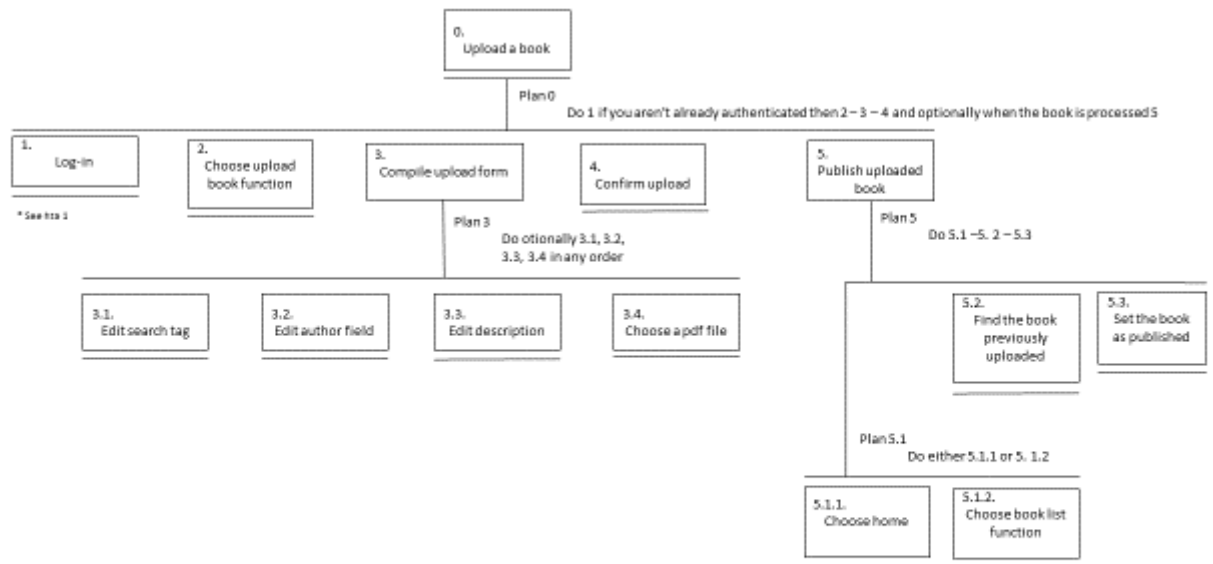 0.
Upload a book
Plan 0
Do 1 if you aren't already authenticated then 2 – 3 – 4 and optionally when the book is processed 5
1.
Log-in
* See hta 1
2.
Choose upload
book function
3.
Compile upload form
4.
Confirm upload
5.
Publish uploaded
book
Plan 3
Do otionally 3.1, 3.2,
3.3, 3.4 in any order
Plan 5
Do 5.1 –5. 2 – 5.3
3.1.
Edit search tag
3.2.
Edit author field
3.3.
Edit description
3.4.
Choose a pdf file
5.2.
Find the book
previously
uploaded
5.3.
Set the book
as published
Plan 5.1
Do either 5.1.1 or 5. 1.2
5.1.1.
Choose home
5.1.2.
Choose book list
function